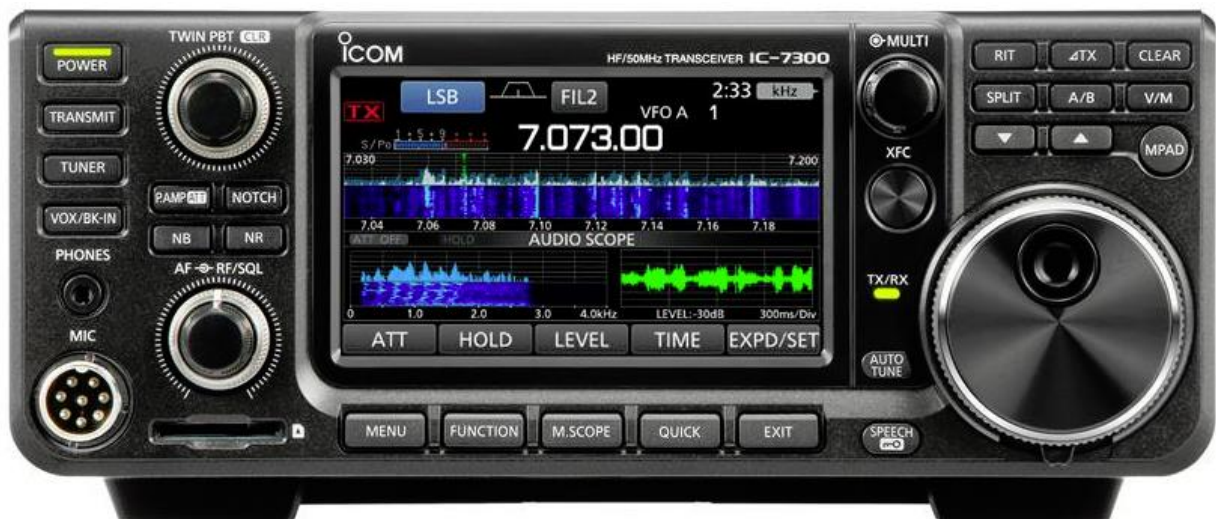 POWER
TRANSMIT
TUNER
VOX/BK-IN
PHONES
MIC
TWIN PBT CLR
P.AMP ATT NOTCH
NB NR
AF RF/SQL
ICOM
HF/50MHz TRANSCEIVER IC-7300
LSB FIL2 2:33 kHz
TX VFO A 1
1 5 9
S/Po 7.073.00
7.030 7.200
7.04 7.06 7.08 7.10 7.12 7.14 7.16 7.18
ATT OFF HOLD AUDIO SCOPE
0 1.0 2.0 3.0 4.0kHz LEVEL:-30dB 300ms/Div
ATT HOLD LEVEL TIME EXPD/SET
MENU FUNCTION M.SCOPE QUICK EXIT
MULTI
XFC
TX/RX
AUTO
TUNE
SPEECH
RIT ⊿TX CLEAR
SPLIT A/B V/M
▼ ▲ MPAD